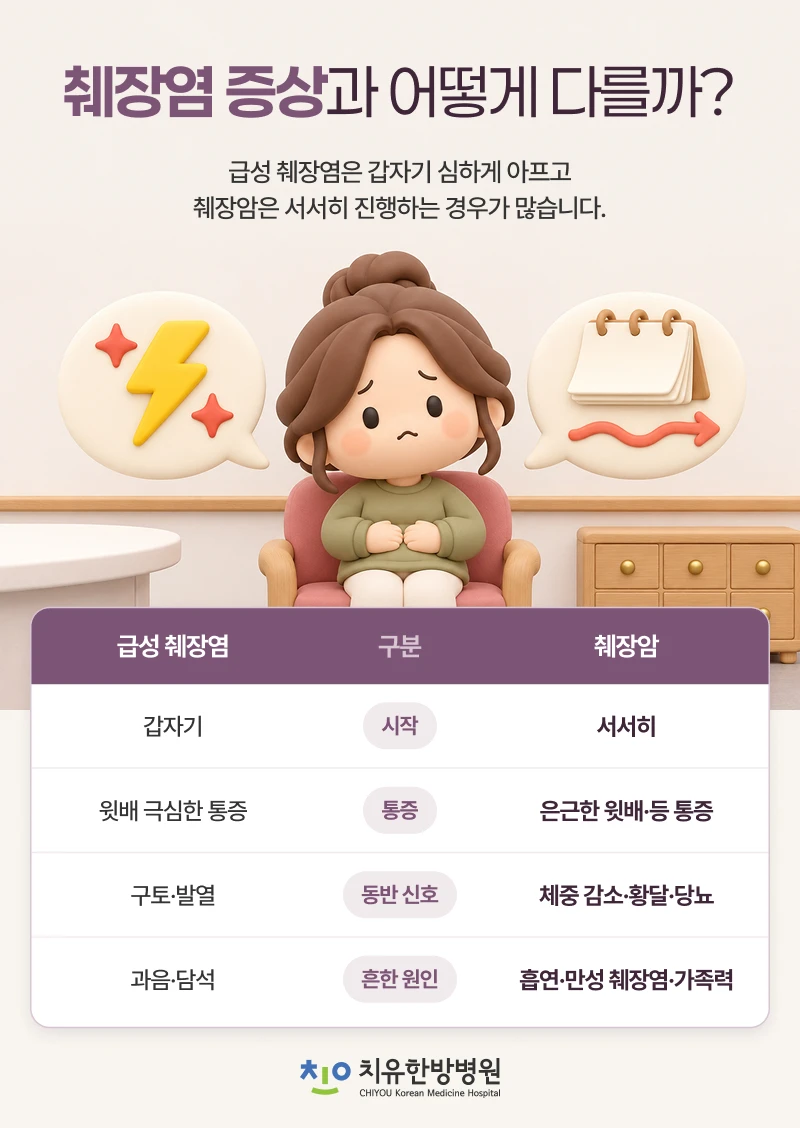 췌장염 증상과 어떻게 다를까?
급성 췌장염은 갑자기 심하게 아프고
췌장암은 서서히 진행하는 경우가 많습니다.
급성 췌장염 구분 췌장암
갑자기 시작 서서히
윗배 극심한 통증 통증 은근한 윗배·등 통증
구토·발열 동반 신호 체중 감소·황달·당뇨
과음·담석 흔한 원인 흡연·만성 췌장염·가족력
치유 치유한방병원
CHIYOU Korean Medicine Hospital